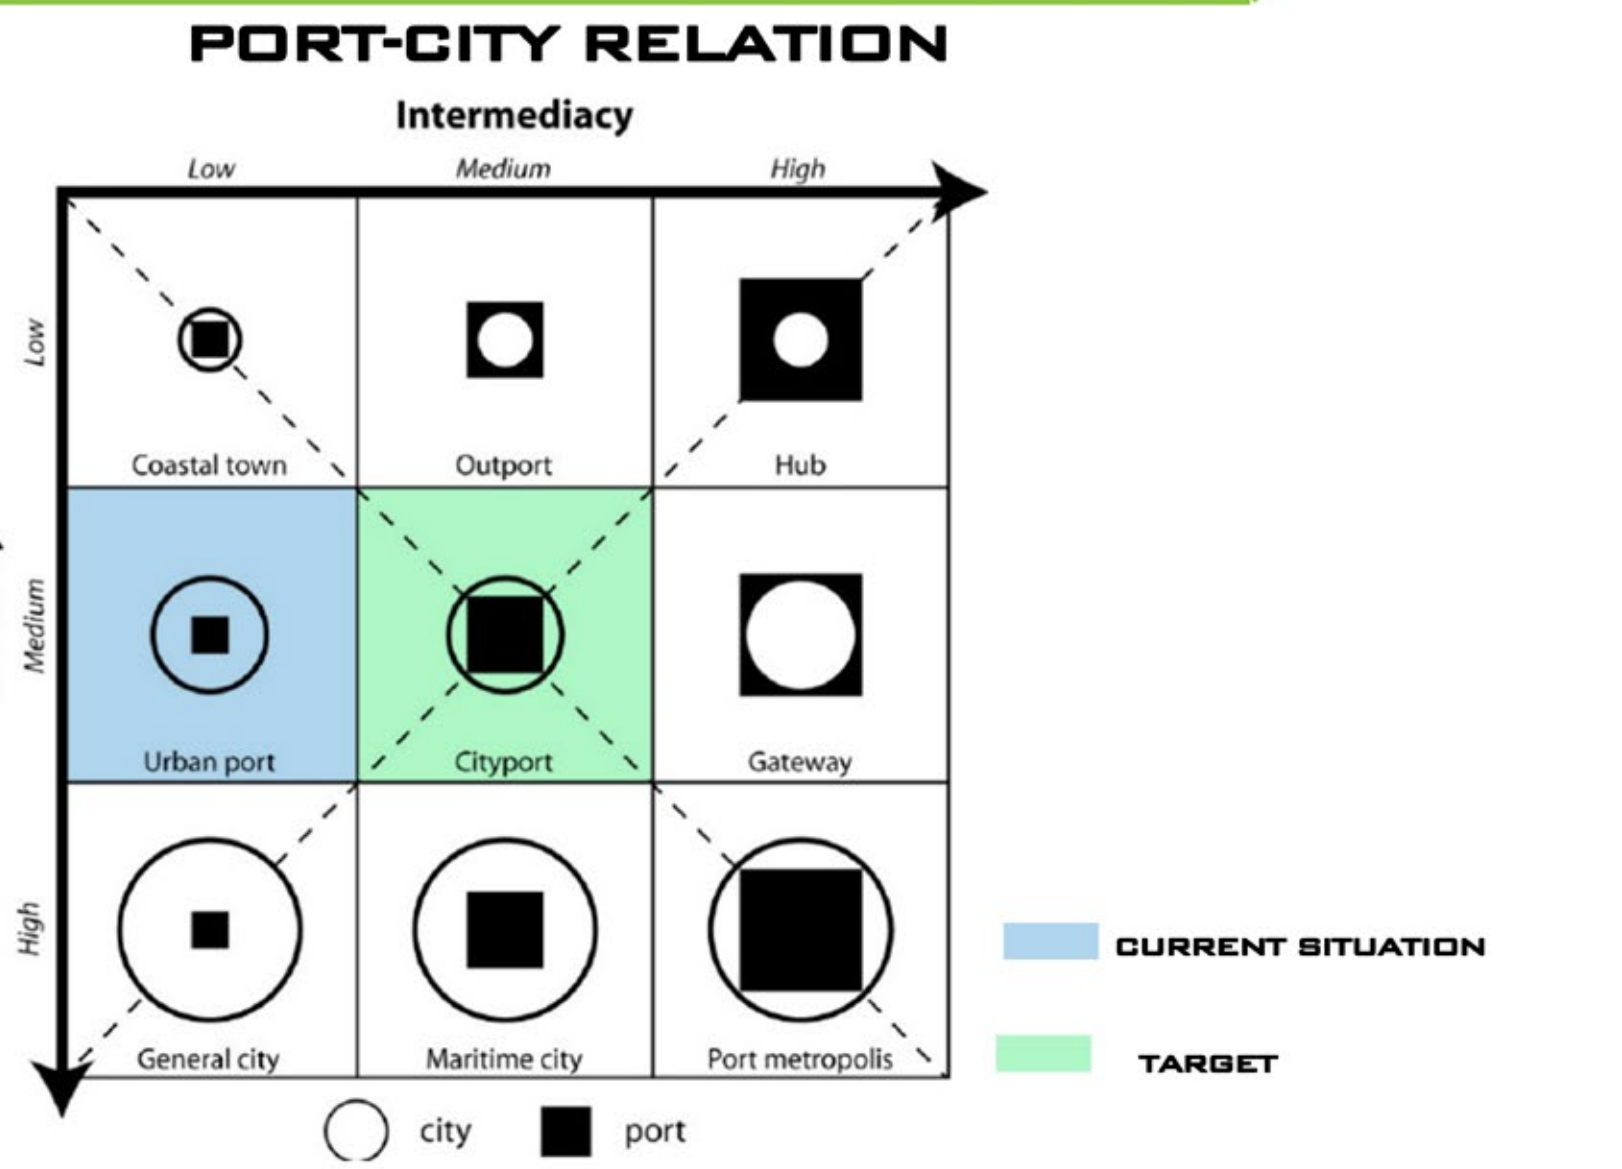 PORT-CITY RELATION
Intermediacy
Low Medium High
Low
Coastal town Outport Hub
Medium
Urban port Cityport Gateway
High
General city Maritime city Port metropolis
CURRENT SITUATION
TARGET
city port